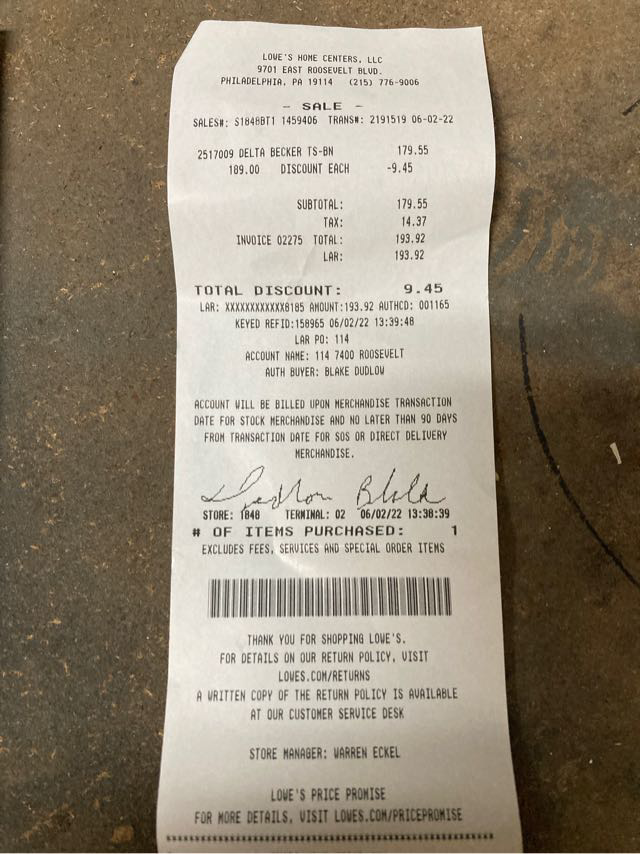 LOWE'S HOME CENTERS, LLC
9701 EAST ROOSEVELT BLVD.
PHILADELPHIA, PA 19114 (215) 776-9006
- SALE -
SALES#: S1848BT1 1459406 TRANS#: 2191519 06-02-22
2517009 DELTA BECKER TS-BN 179.55
189.00 DISCOUNT EACH -9.45
SUBTOTAL: 179.55
TAX: 14.37
INVOICE 02275 TOTAL: 193.92
LAR: 193.92
TOTAL DISCOUNT: 9.45
LAR: XXXXXXXXXXXX8185 AMOUNT:193.92 AUTHCD: 001165
KEYED REFID:158965 06/02/22 13:39:48
LAR PO: 114
ACCOUNT NAME: 114 7400 ROOSEVELT
AUTH BUYER: BLAKE DUDLOW
ACCOUNT WILL BE BILLED UPON MERCHANDISE TRANSACTION
DATE FOR STOCK MERCHANDISE AND NO LATER THAN 90 DAYS
FROM TRANSACTION DATE FOR SOS OR DIRECT DELIVERY
MERCHANDISE.
STORE: 1848 TERMINAL: 02 06/02/22 13:38:39
# OF ITEMS PURCHASED: 1
EXCLUDES FEES, SERVICES AND SPECIAL ORDER ITEMS
THANK YOU FOR SHOPPING LOWE'S.
FOR DETAILS ON OUR RETURN POLICY, VISIT
LOWES.COM/RETURNS
A WRITTEN COPY OF THE RETURN POLICY IS AVAILABLE
AT OUR CUSTOMER SERVICE DESK
STORE MANAGER: WARREN ECKEL
LOWE'S PRICE PROMISE
FOR MORE DETAILS, VISIT LOWES.COM/PRICEPROMISE